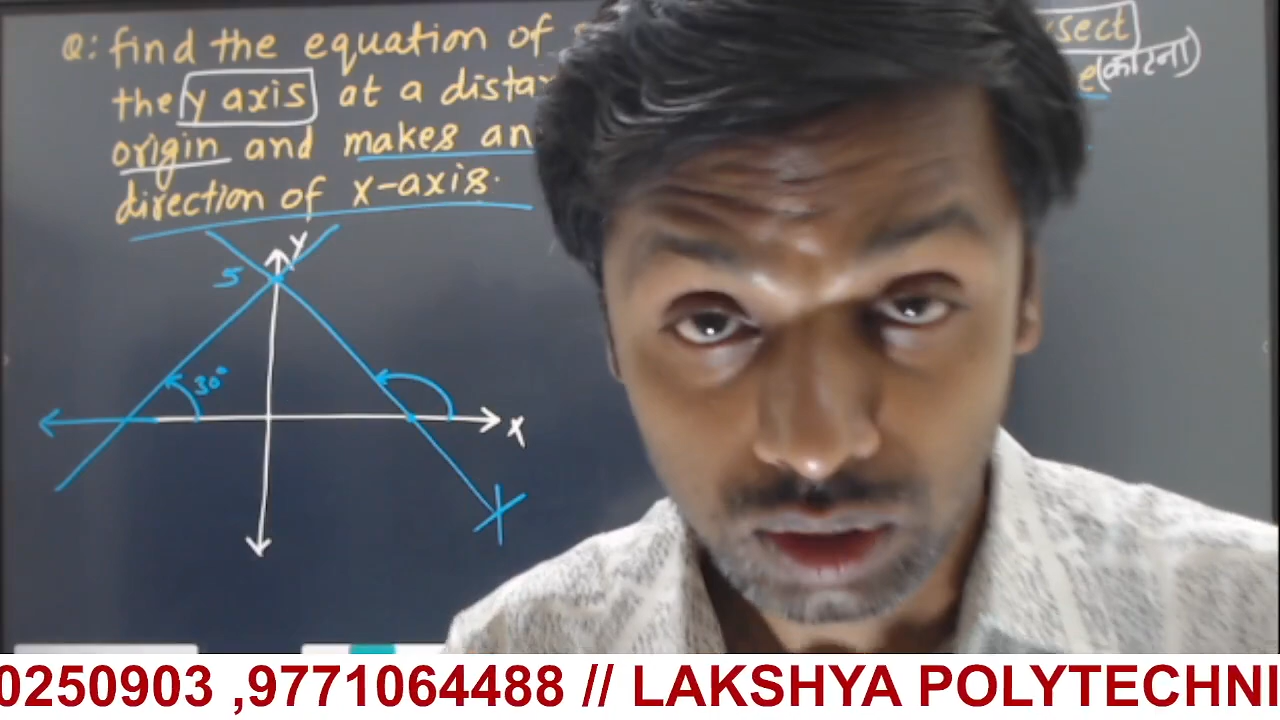 Q: find the equation of
sect
the y axis at a
e(काटना)
origin and makes an
direction of x-axis.
y
5
30°
x
0250903 ,9771064488 // LAKSHYA POLYTECHNI